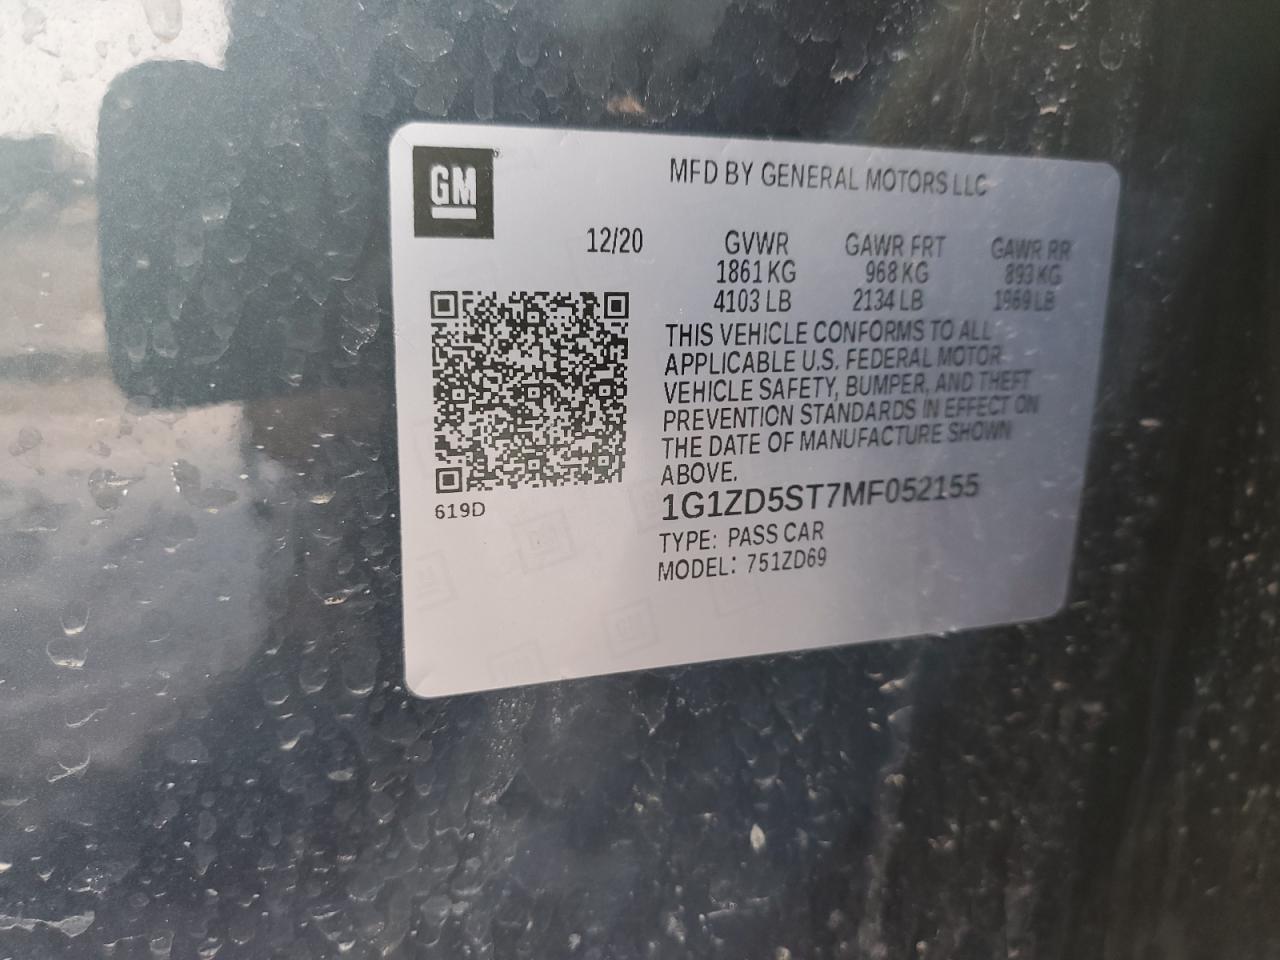 GM
MFD BY GENERAL MOTORS LLC
12/20 GVWR GAWR FRT GAWR RR
1861 KG 968 KG 893 KG
4103 LB 2134 LB 1969 LB
THIS VEHICLE CONFORMS TO ALL
APPLICABLE U.S. FEDERAL MOTOR
VEHICLE SAFETY, BUMPER, AND THEFT
PREVENTION STANDARDS IN EFFECT ON
THE DATE OF MANUFACTURE SHOWN
ABOVE.
1G1ZD5ST7MF052155
619D
TYPE: PASS CAR
MODEL: 751ZD69